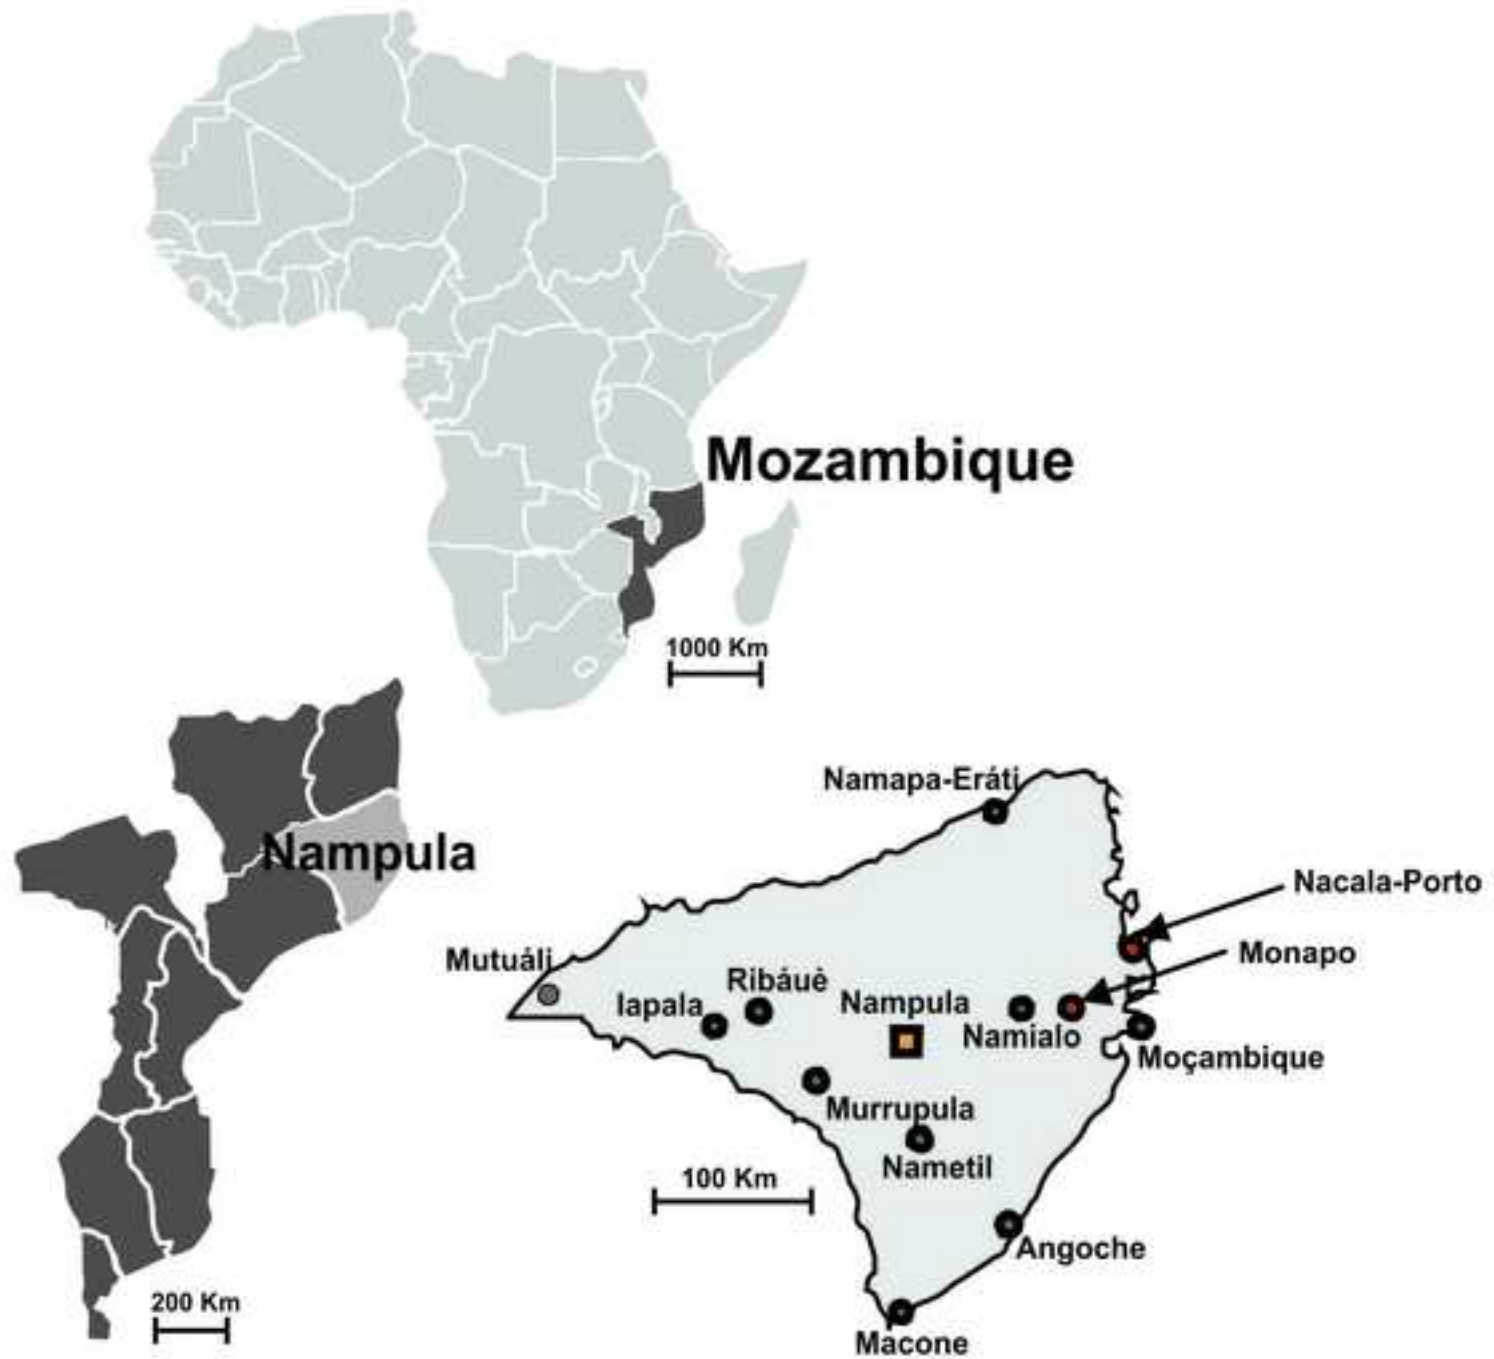 Mozambique
1000 Km
Nampula
200 Km
Namapa-Eráti
Nacala-Porto
Monapo
Mutuáli
Ribáuè
Iapala
Nampula
Namialo
Moçambique
Murrupula
Nametil
100 Km
Angoche
Macone